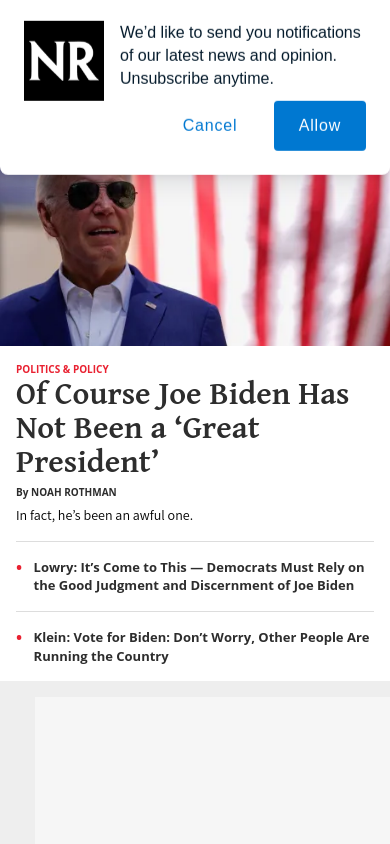 NR
We’d like to send you notifications
of our latest news and opinion.
Unsubscribe anytime.
Cancel
Allow
POLITICS & POLICY
Of Course Joe Biden Has
Not Been a ‘Great
President’
By NOAH ROTHMAN
In fact, he’s been an awful one.
• Lowry: It’s Come to This — Democrats Must Rely on
the Good Judgment and Discernment of Joe Biden
• Klein: Vote for Biden: Don’t Worry, Other People Are
Running the Country